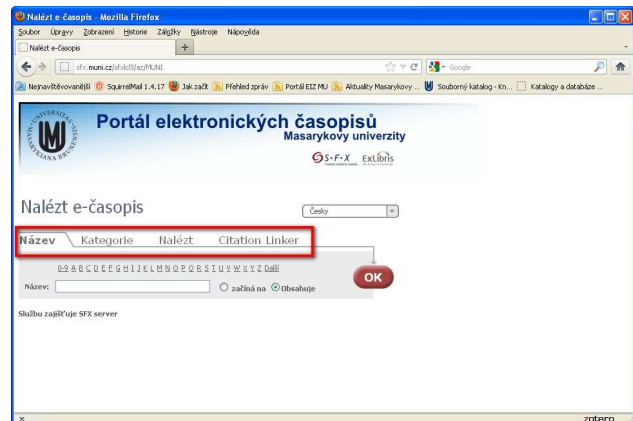 Nalézt e-časopis - Mozilla Firefox
Soubor Úpravy Zobrazení Historie Záložky Nástroje Nápověda
Nalézt e-časopis
sfx.muni.cz/sfxlcl3/az/MUNI
Google
Nejnavštěvovanější SquirrelMail 1.4.17 Jak začít Přehled zpráv Portál EIZ MU Aktuality Masarykovy ... Souborný katalog - Kn... Katalogy a databáze ...
Portál elektronických časopisů
Masarykovy univerzity
S·F·X ExLibris
Nalézt e-časopis
Česky
Název Kategorie Nalézt Citation Linker
0-9 A B C D E F G H I J K L M N O P Q R S T U V W X Y Z Další
Název: začíná na Obsahuje
OK
Službu zajišťuje SFX server
x zotero